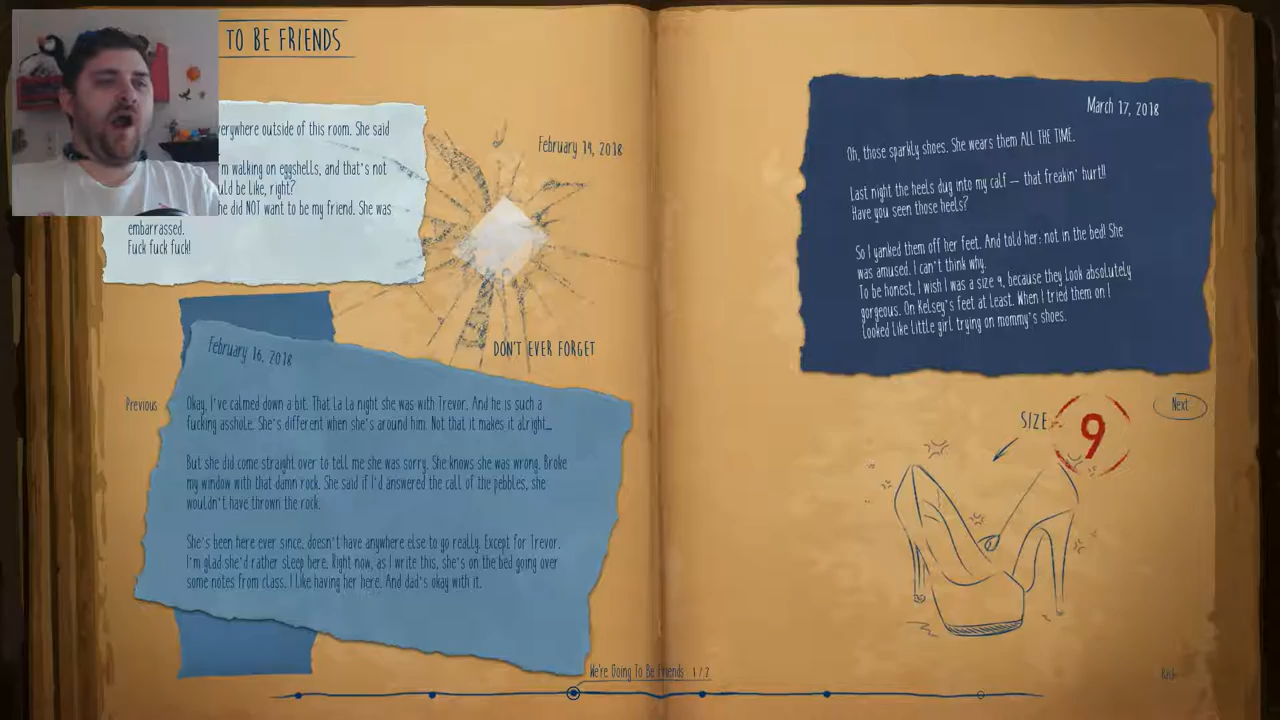 TO BE FRIENDS
verywhere outside of this room. She said
'm walking on eggshells, and that's not
uld be like, right?
he did NOT want to be my friend. She was
embarrassed.
Fuck fuck fuck!
February 14, 2018
DON'T EVER FORGET
February 16, 2018
Okay, I've calmed down a bit. That La La night she was with Trevor. And he is such a
fucking asshole. She's different when she's around him. Not that it makes it alright...
But she did come straight over to tell me she was sorry. She knows she was wrong. Broke
my window with that damn rock. She said if I'd answered the call of the pebbles, she
wouldn't have thrown the rock.
She's been here ever since, doesn't have anywhere else to go really. Except for Trevor.
I'm glad she'd rather sleep here. Right now, as I write this, she's on the bed going over
some notes from class. I like having her here. And dad's okay with it.
Previous
March 17, 2018
Oh, those sparkly shoes. She wears them ALL THE TIME.
Last night the heels dug into my calf – that freakin' hurt!!
Have you seen those heels?
So I yanked them off her feet. And told her: not in the bed! She
was amused. I can't think why.
To be honest, I wish I was a size 9, because they look absolutely
gorgeous. On Kelsey's feet at least. When I tried them on I
looked like little girl trying on mommy's shoes.
Next
SIZE
9
We're Going To Be Friends 1/2